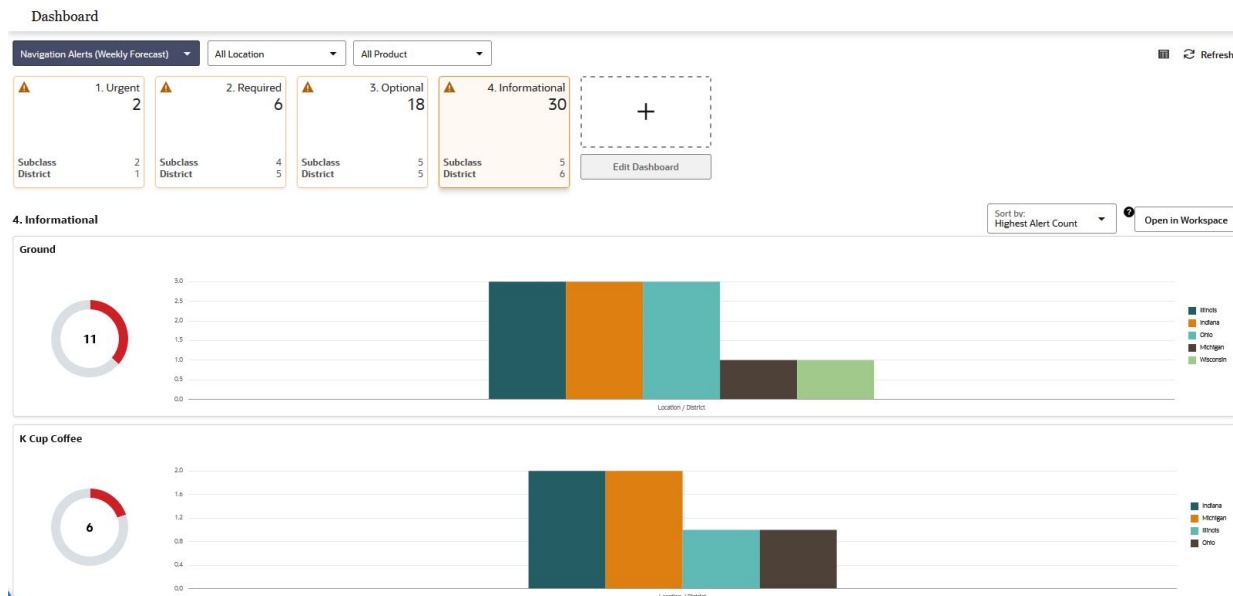 Dashboard
Navigation Alerts (Weekly Forecast)
All Location
All Product
Refresh
1. Urgent
2
Subclass 2
District 1
2. Required
6
Subclass 4
District 5
3. Optional
18
Subclass 5
District 5
4. Informational
30
Subclass 5
District 6
+
Edit Dashboard
4. Informational
Sort by:
Highest Alert Count
?
Open in Workspace
Ground
11
3.0
2.5
2.0
1.5
1.0
0.5
0.0
Location / District
Illinois
Indiana
Ohio
Michigan
Wisconsin
K Cup Coffee
6
2.0
1.6
1.2
0.8
0.4
0.0
Location / District
Indiana
Michigan
Illinois
Ohio